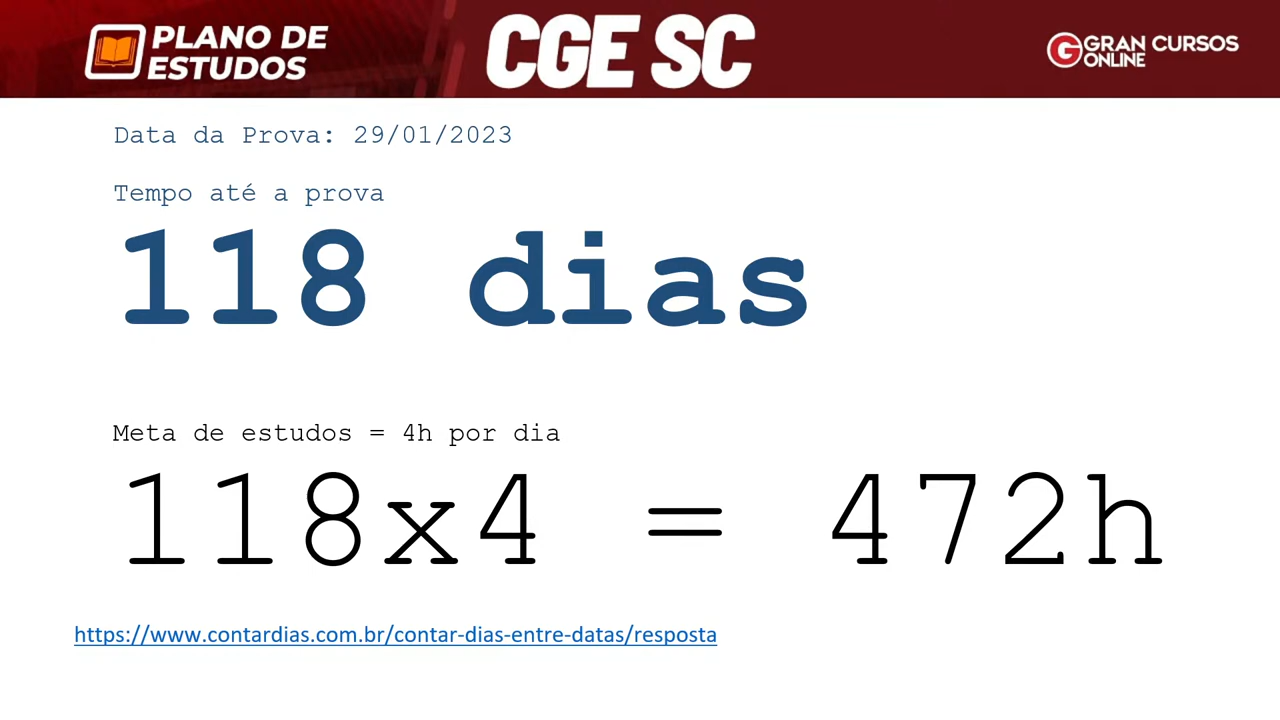 PLANO DE
ESTUDOS
CGE SC
GRAN CURSOS
ONLINE
Data da Prova: 29/01/2023
Tempo até a prova
118 dias
Meta de estudos = 4h por dia
118x4 = 472h
https://www.contardias.com.br/contar-dias-entre-datas/resposta